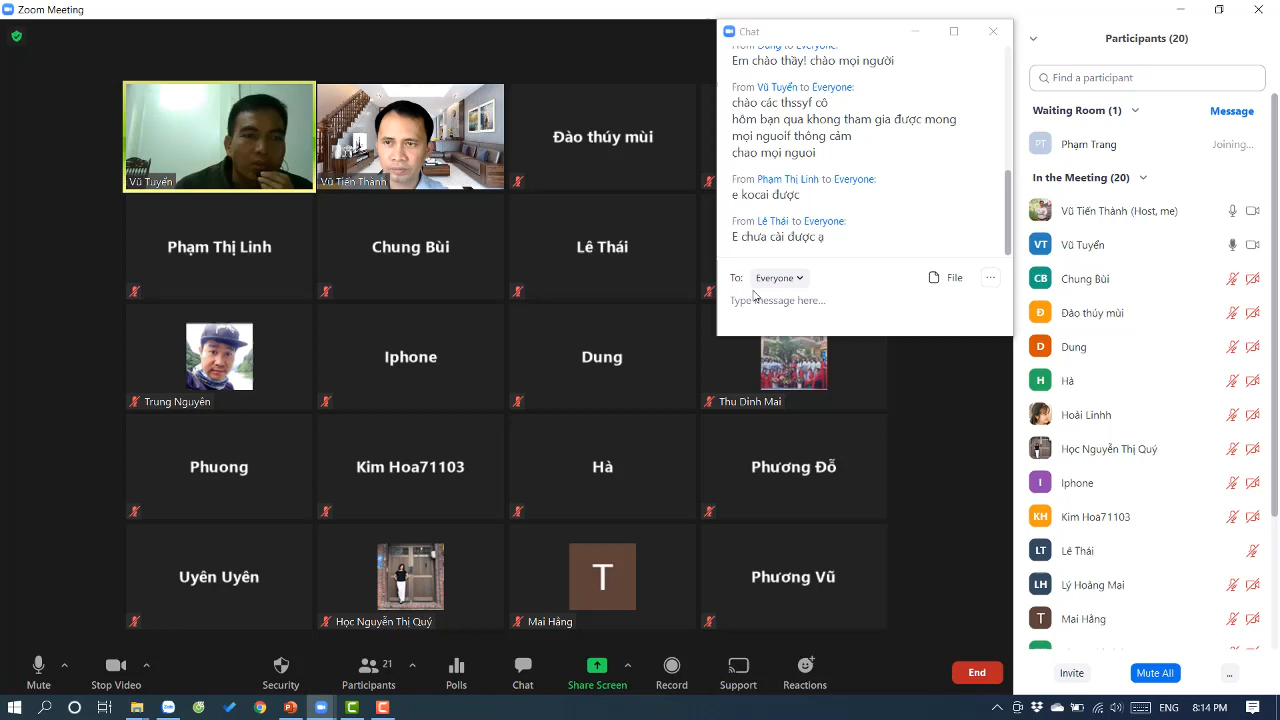 Zoom Meeting
Vũ Tuyển
Vũ Tiến Thành
Đào thúy mùi
Phạm Thị Linh
Chung Bùi
Lê Thái
Trung Nguyên
Iphone
Dung
Thu Dinh Mai
Phuong
Kim Hoa71103
Hà
Phương Đỗ
Uyên Uyên
Học Nguyễn Thị Quý
T
Mai Hằng
Phương Vũ
Chat
From Dung to Everyone:
Em chào thầy! chào mọi người
From Vũ Tuyển to Everyone:
chào các thssyf cô
hôm bạn qua khong tham gia được mong
mọi nguoif thông cảm
chao mọi nguoi
From Phạm Thị Linh to Everyone:
e kocai được
From Lê Thái to Everyone:
E chưa cài được ạ
To: Everyone
File
Type message here...
Participants (20)
Find a participant
Waiting Room (1)
Message
PT Phạm Trang Joining...
In the Meeting (20)
Vũ Tiến Thành (Host, me)
VT Vũ Tuyển
CB Chung Bùi
Đ Đào thúy mùi
D Dung
H Hà
Hoài Linhh
Học Nguyễn Thị Quý
I Iphone
KH Kim Hoa71103
LT Lê Thái
LH Lý Hoàng Mai
T Mai Hằng
Invite
Mute All
...
Mute
Stop Video
Security
21
Participants
Polls
Chat
Share Screen
Record
Support
Reactions
End
ENG
8:14 PM